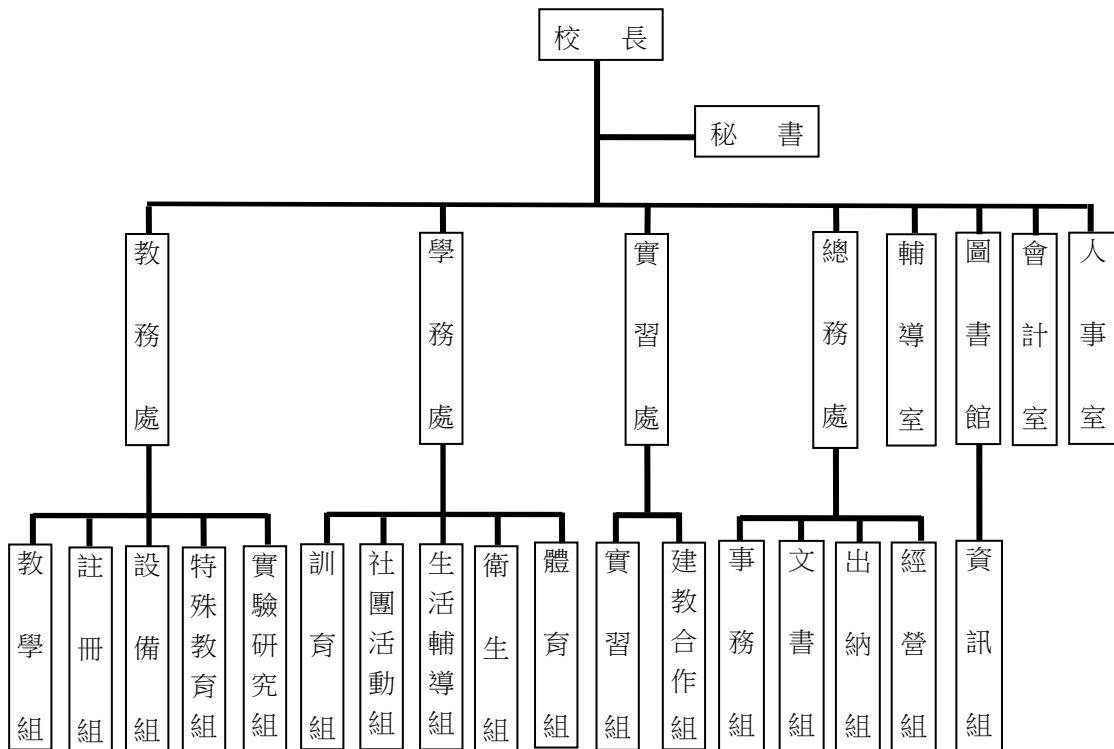 校長
秘書
教務處
學務處
實習處
總務處
輔導室
圖書館
會計室
人事室
教學組
註冊組
設備組
特殊教育組
實驗研究組
訓育組
社團活動組
生活輔導組
衛生組
體育組
實習組
建教合作組
事務組
文書組
出納組
經營組
資訊組